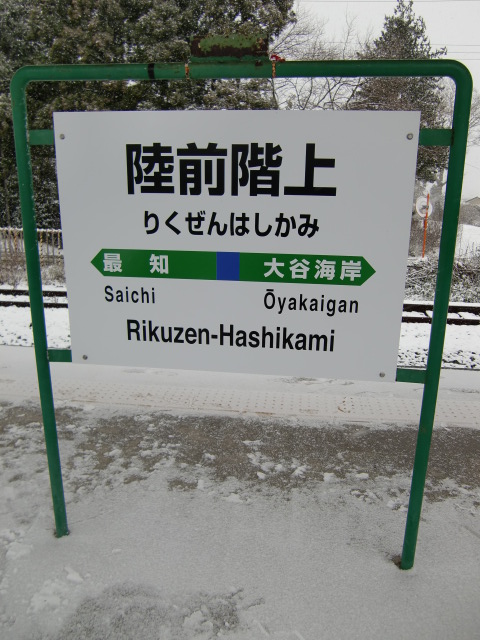 陸前階上
りくぜんはしかみ
最知 大谷海岸
Saichi Ōyakaigan
Rikuzen-Hashikami